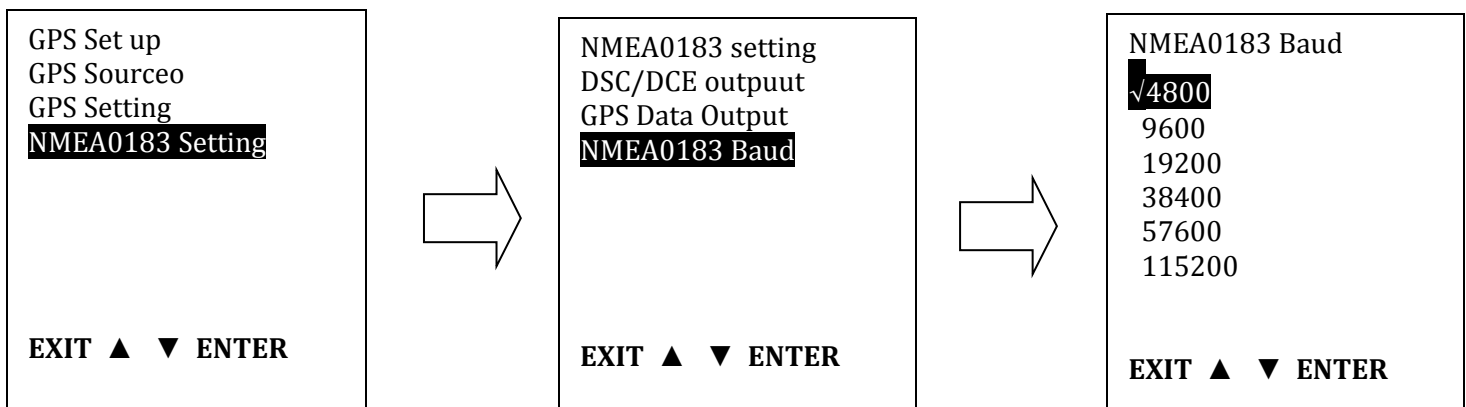 GPS Set up
GPS Sourceo
GPS Setting
NMEA0183 Setting
EXIT ▲ ▼ ENTER
NMEA0183 setting
DSC/DCE outpuut
GPS Data Output
NMEA0183 Baud
EXIT ▲ ▼ ENTER
NMEA0183 Baud
√4800
9600
19200
38400
57600
115200
EXIT ▲ ▼ ENTER